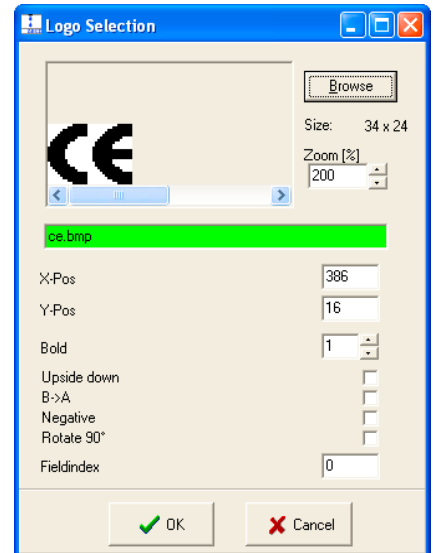 Logo Selection
Browse
Size: 34 x 24
Zoom [%]
200
CE
ce.bmp
X-Pos 386
Y-Pos 16
Bold 1
Upside down
B->A
Negative
Rotate 90°
Fieldindex 0
OK Cancel